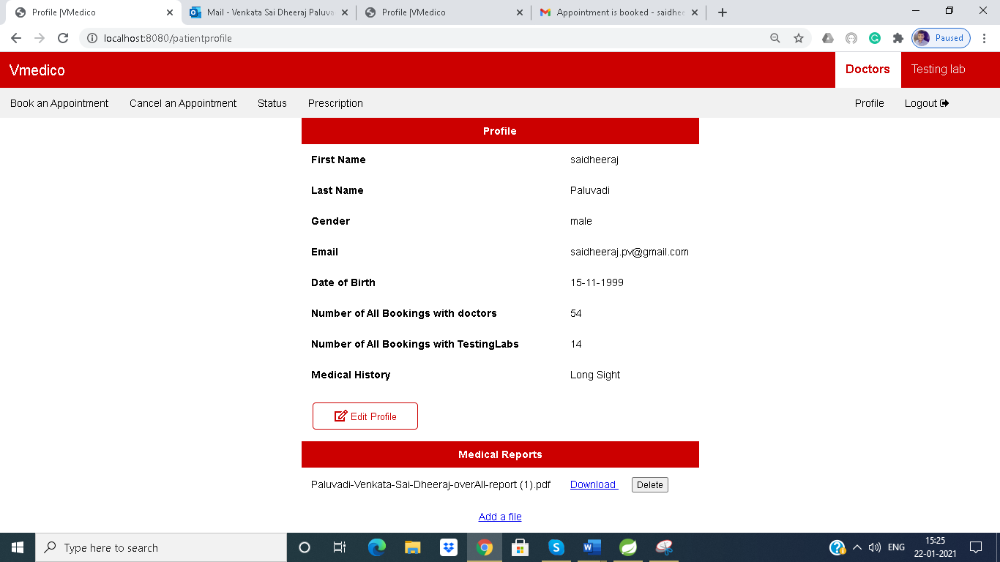 Profile |VMedico
Mail - Venkata Sai Dheeraj Paluva
Profile |VMedico
Appointment is booked - saidhee
localhost:8080/patientprofile
Paused
Vmedico
Doctors
Testing lab
Book an Appointment
Cancel an Appointment
Status
Prescription
Profile
Logout
Profile
First Name saidheeraj
Last Name Paluvadi
Gender male
Email saidheeraj.pv@gmail.com
Date of Birth 15-11-1999
Number of All Bookings with doctors 54
Number of All Bookings with TestingLabs 14
Medical History Long Sight
Edit Profile
Medical Reports
Paluvadi-Venkata-Sai-Dheeraj-overAll-report (1).pdf Download Delete
Add a file
Type here to search
ENG
15:25
22-01-2021